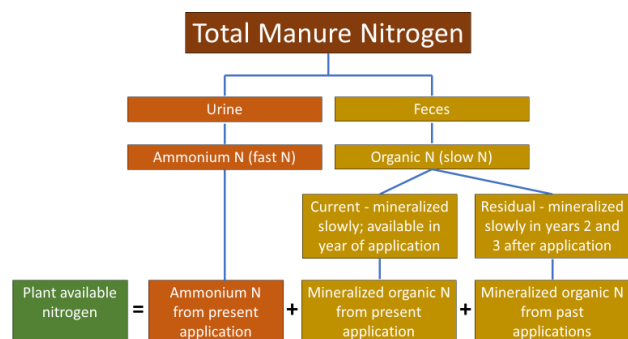 Total Manure Nitrogen
Urine
Feces
Ammonium N (fast N)
Organic N (slow N)
Current - mineralized
slowly; available in
year of application
Residual - mineralized
slowly in years 2 and
3 after application
Plant available
nitrogen
=
Ammonium N
from present
application
+
Mineralized organic N
from present
application
+
Mineralized organic N
from past
applications